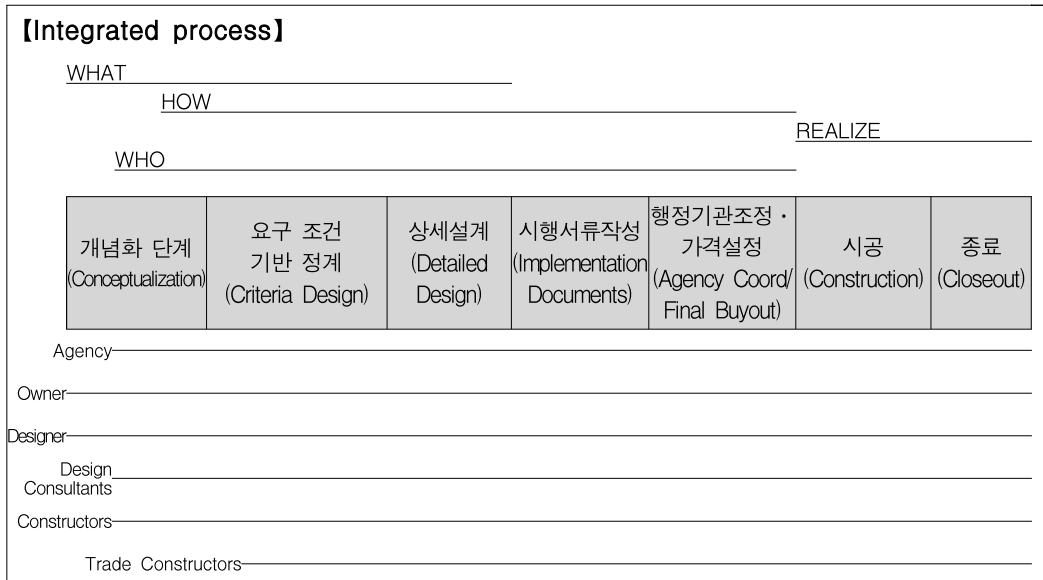 【Integrated process】
WHAT
HOW
REALIZE
WHO
개념화 단계
(Conceptualization)
요구 조건
기반 정계
(Criteria Design)
상세설계
(Detailed
Design)
시행서류작성
(Implementation
Documents)
행정기관조정 ·
가격설정
(Agency Coord/
Final Buyout)
시공
(Construction)
종료
(Closeout)
Agency
Owner
Designer
Design
Consultants
Constructors
Trade Constructors